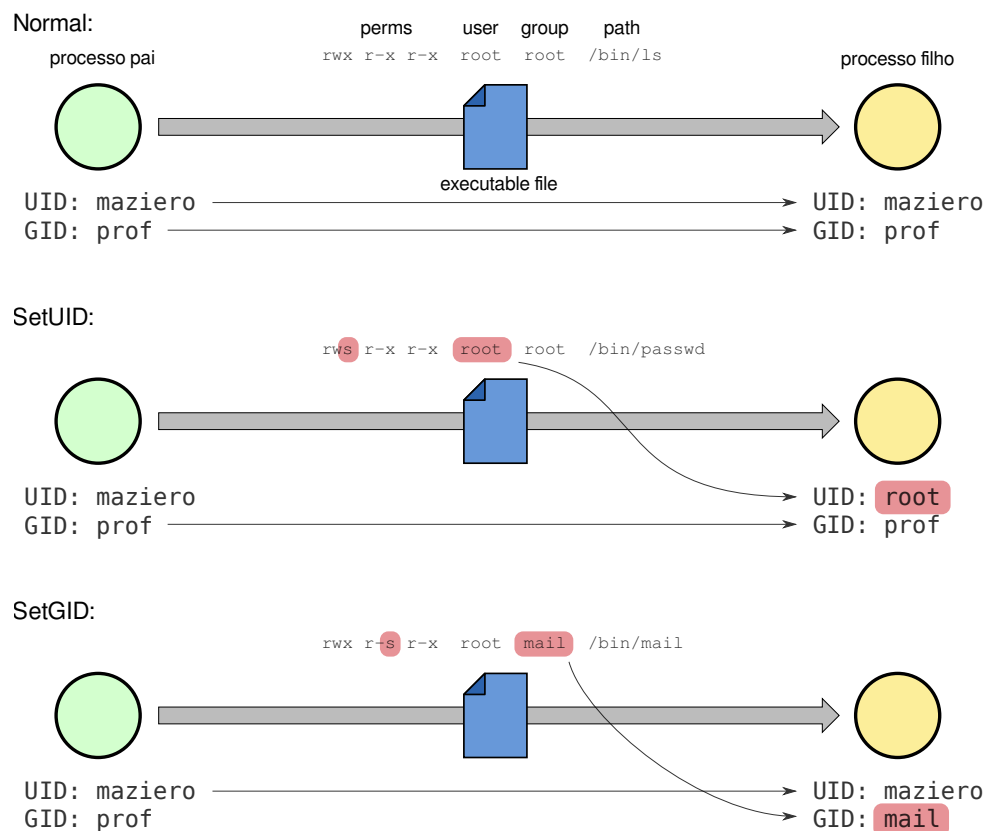 Normal:
perms user group path
processo pai rwx r-x r-x root root /bin/ls processo filho
executable file
UID: maziero UID: maziero
GID: prof GID: prof
SetUID:
rws r-x r-x root root /bin/passwd
UID: maziero UID: root
GID: prof GID: prof
SetGID:
rwx r-s r-x root mail /bin/mail
UID: maziero UID: maziero
GID: prof GID: mail